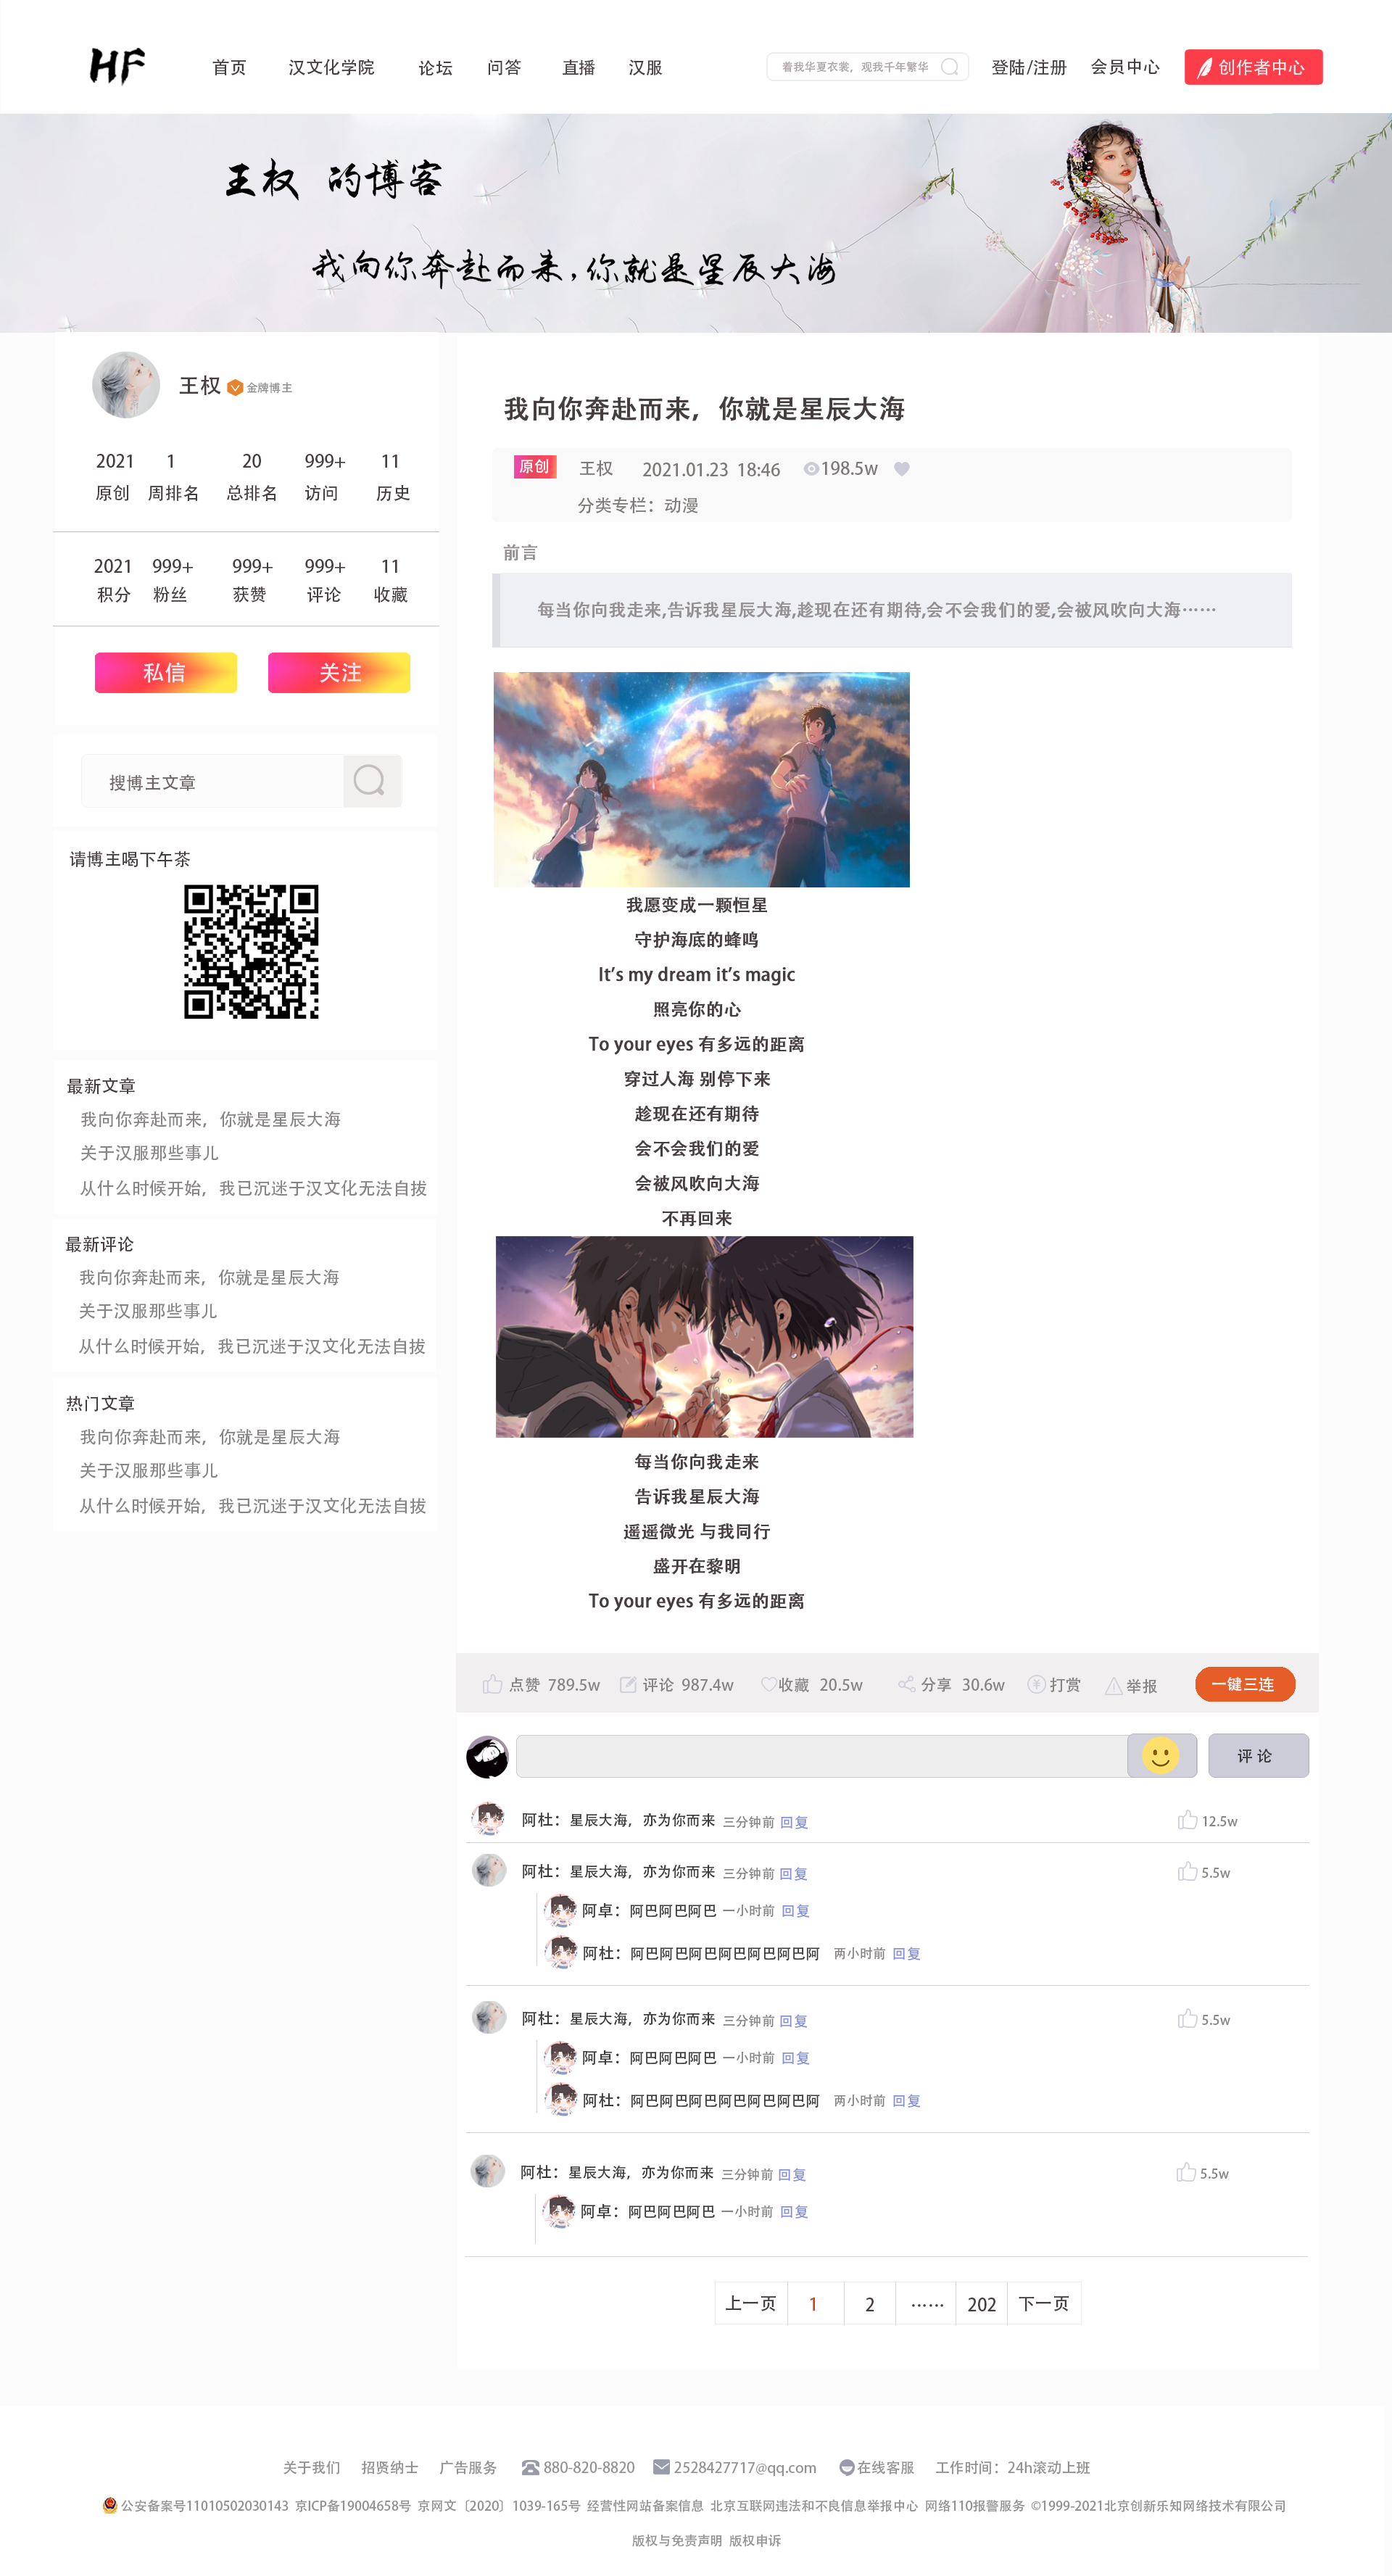 HF 首页 汉文化学院 论坛 问答 直播 汉服 着我华夏衣裳，观我千年繁华 登陆/注册 会员中心 创作者中心
王权 的博客
我向你奔赴而来，你就是星辰大海
王权 金牌博主
2021 1 20 999+ 11
原创 周排名 总排名 访问 历史
2021 999+ 999+ 999+ 11
积分 粉丝 获赞 评论 收藏
私信 关注
搜博主文章
请博主喝下午茶
最新文章
我向你奔赴而来，你就是星辰大海
关于汉服那些事儿
从什么时候开始，我已沉迷于汉文化无法自拔
最新评论
我向你奔赴而来，你就是星辰大海
关于汉服那些事儿
从什么时候开始，我已沉迷于汉文化无法自拔
热门文章
我向你奔赴而来，你就是星辰大海
关于汉服那些事儿
从什么时候开始，我已沉迷于汉文化无法自拔
我向你奔赴而来，你就是星辰大海
原创 王权 2021.01.23 18:46 198.5w
分类专栏：动漫
前言
每当你向我走来,告诉我星辰大海,趁现在还有期待,会不会我们的爱,会被风吹向大海······
我愿变成一颗恒星
守护海底的蜂鸣
It’s my dream it’s magic
照亮你的心
To your eyes 有多远的距离
穿过人海 别停下来
趁现在还有期待
会不会我们的爱
会被风吹向大海
不再回来
每当你向我走来
告诉我星辰大海
遥遥微光 与我同行
盛开在黎明
To your eyes 有多远的距离
点赞 789.5w 评论 987.4w 收藏 20.5w 分享 30.6w 打赏 举报 一键三连
评 论
阿杜：星辰大海，亦为你而来 三分钟前 回复 12.5w
阿杜：星辰大海，亦为你而来 三分钟前 回复 5.5w
阿卓：阿巴阿巴阿巴 一小时前 回复
阿杜：阿巴阿巴阿巴阿巴阿巴阿巴阿 两小时前 回复
阿杜：星辰大海，亦为你而来 三分钟前 回复 5.5w
阿卓：阿巴阿巴阿巴 一小时前 回复
阿杜：阿巴阿巴阿巴阿巴阿巴阿巴阿 两小时前 回复
阿杜：星辰大海，亦为你而来 三分钟前 回复 5.5w
阿卓：阿巴阿巴阿巴 一小时前 回复
上一页 1 2 ······ 202 下一页
关于我们 招贤纳士 广告服务 880-820-8820 2528427717@qq.com 在线客服 工作时间：24h滚动上班
公安备案号11010502030143 京ICP备19004658号 京网文〔2020〕1039-165号 经营性网站备案信息 北京互联网违法和不良信息举报中心 网络110报警服务 ©1999-2021北京创新乐知网络技术有限公司
版权与免责声明 版权申诉